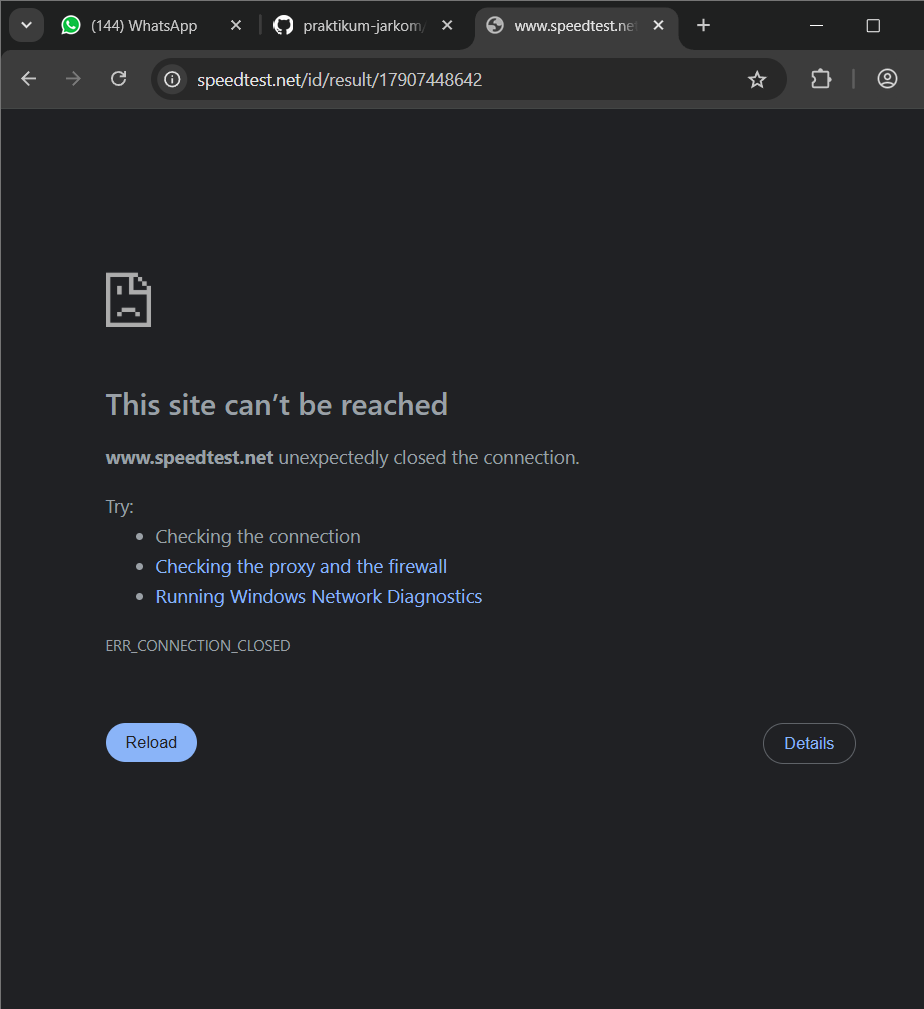 (144) WhatsApp
praktikum-jarkom/
www.speedtest.net
speedtest.net/id/result/17907448642
This site can’t be reached
www.speedtest.net unexpectedly closed the connection.
Try:
Checking the connection
Checking the proxy and the firewall
Running Windows Network Diagnostics
ERR_CONNECTION_CLOSED
Reload
Details